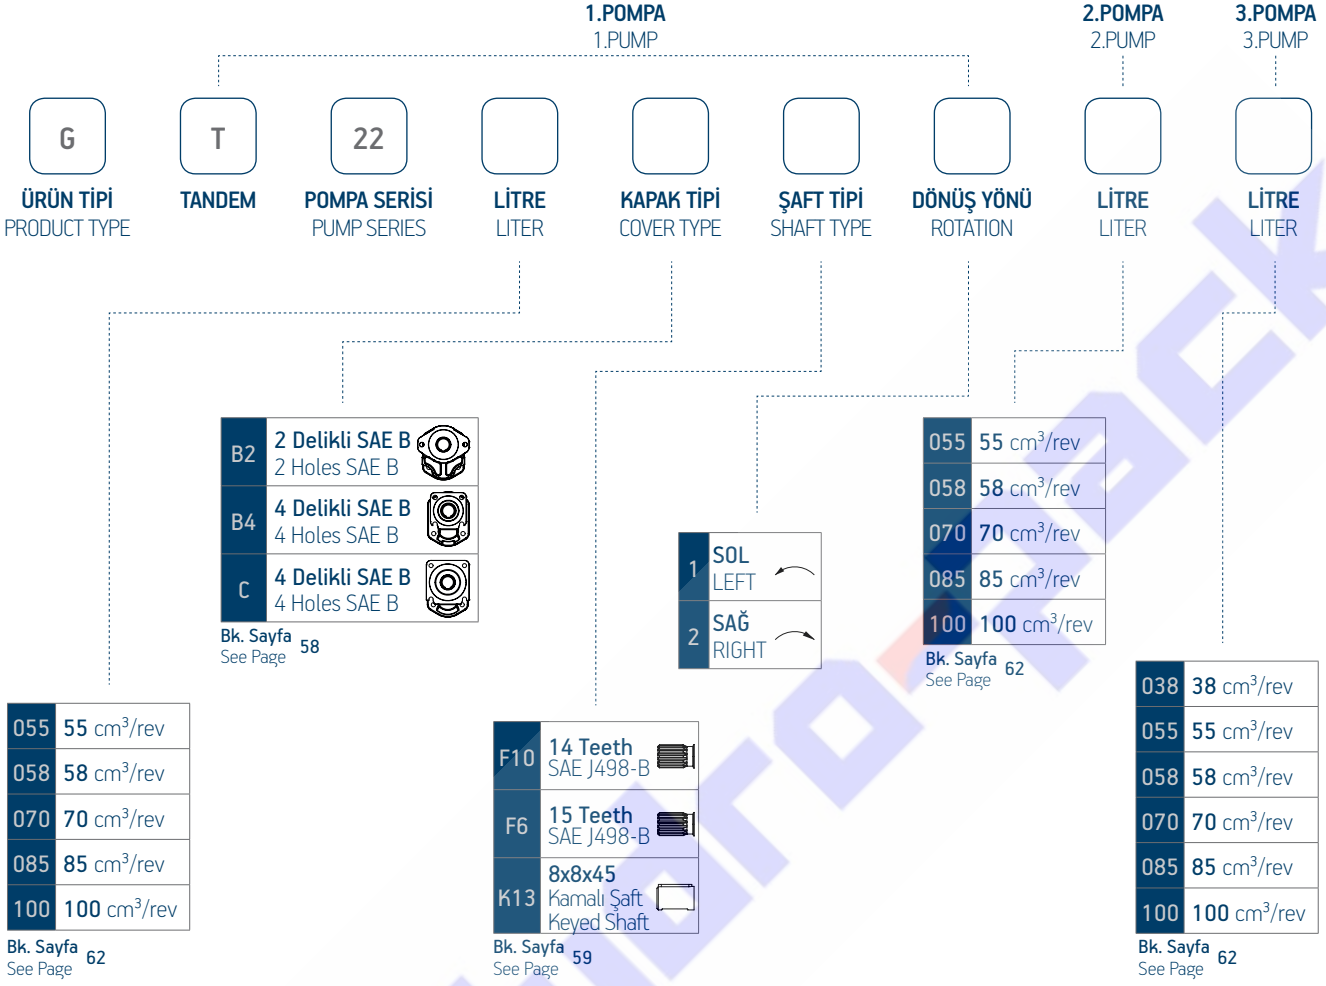 1.POMPA
1.PUMP
2.POMPA
2.PUMP
3.POMPA
3.PUMP
G
T
22
ÜRÜN TİPİ
PRODUCT TYPE
TANDEM
POMPA SERİSİ
PUMP SERIES
LİTRE
LITER
KAPAK TİPİ
COVER TYPE
ŞAFT TİPİ
SHAFT TYPE
DÖNÜŞ YÖNÜ
ROTATION
LİTRE
LITER
LİTRE
LITER
B2
2 Delikli SAE B
2 Holes SAE B
B4
4 Delikli SAE B
4 Holes SAE B
C
4 Delikli SAE B
4 Holes SAE B
Bk. Sayfa
See Page
58
1
SOL
LEFT
2
SAĞ
RIGHT
055 55 cm³/rev
058 58 cm³/rev
070 70 cm³/rev
085 85 cm³/rev
100 100 cm³/rev
Bk. Sayfa
See Page
62
055 55 cm³/rev
058 58 cm³/rev
070 70 cm³/rev
085 85 cm³/rev
100 100 cm³/rev
Bk. Sayfa
See Page
62
F10
14 Teeth
SAE J498-B
F6
15 Teeth
SAE J498-B
K13
8x8x45
Kamalı Şaft
Keyed Shaft
Bk. Sayfa
See Page
59
038 38 cm³/rev
055 55 cm³/rev
058 58 cm³/rev
070 70 cm³/rev
085 85 cm³/rev
100 100 cm³/rev
Bk. Sayfa
See Page
62